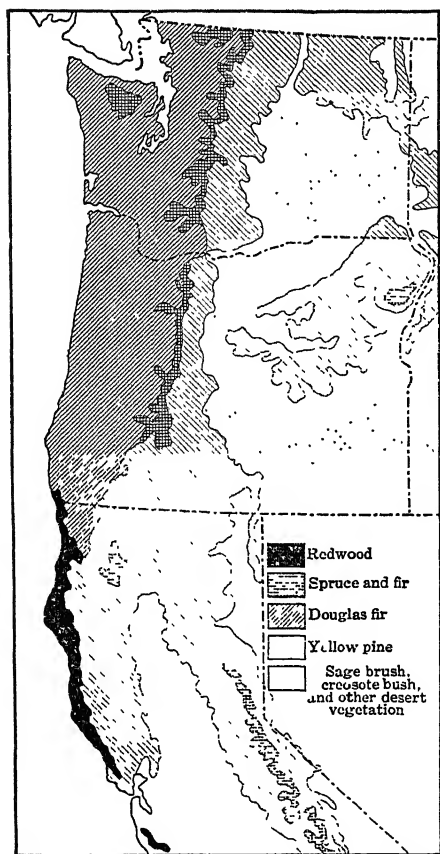 Redwood
Spruce and fir
Douglas fir
Yellow pine
Sage brush,
creosote bush,
and other desert
vegetation